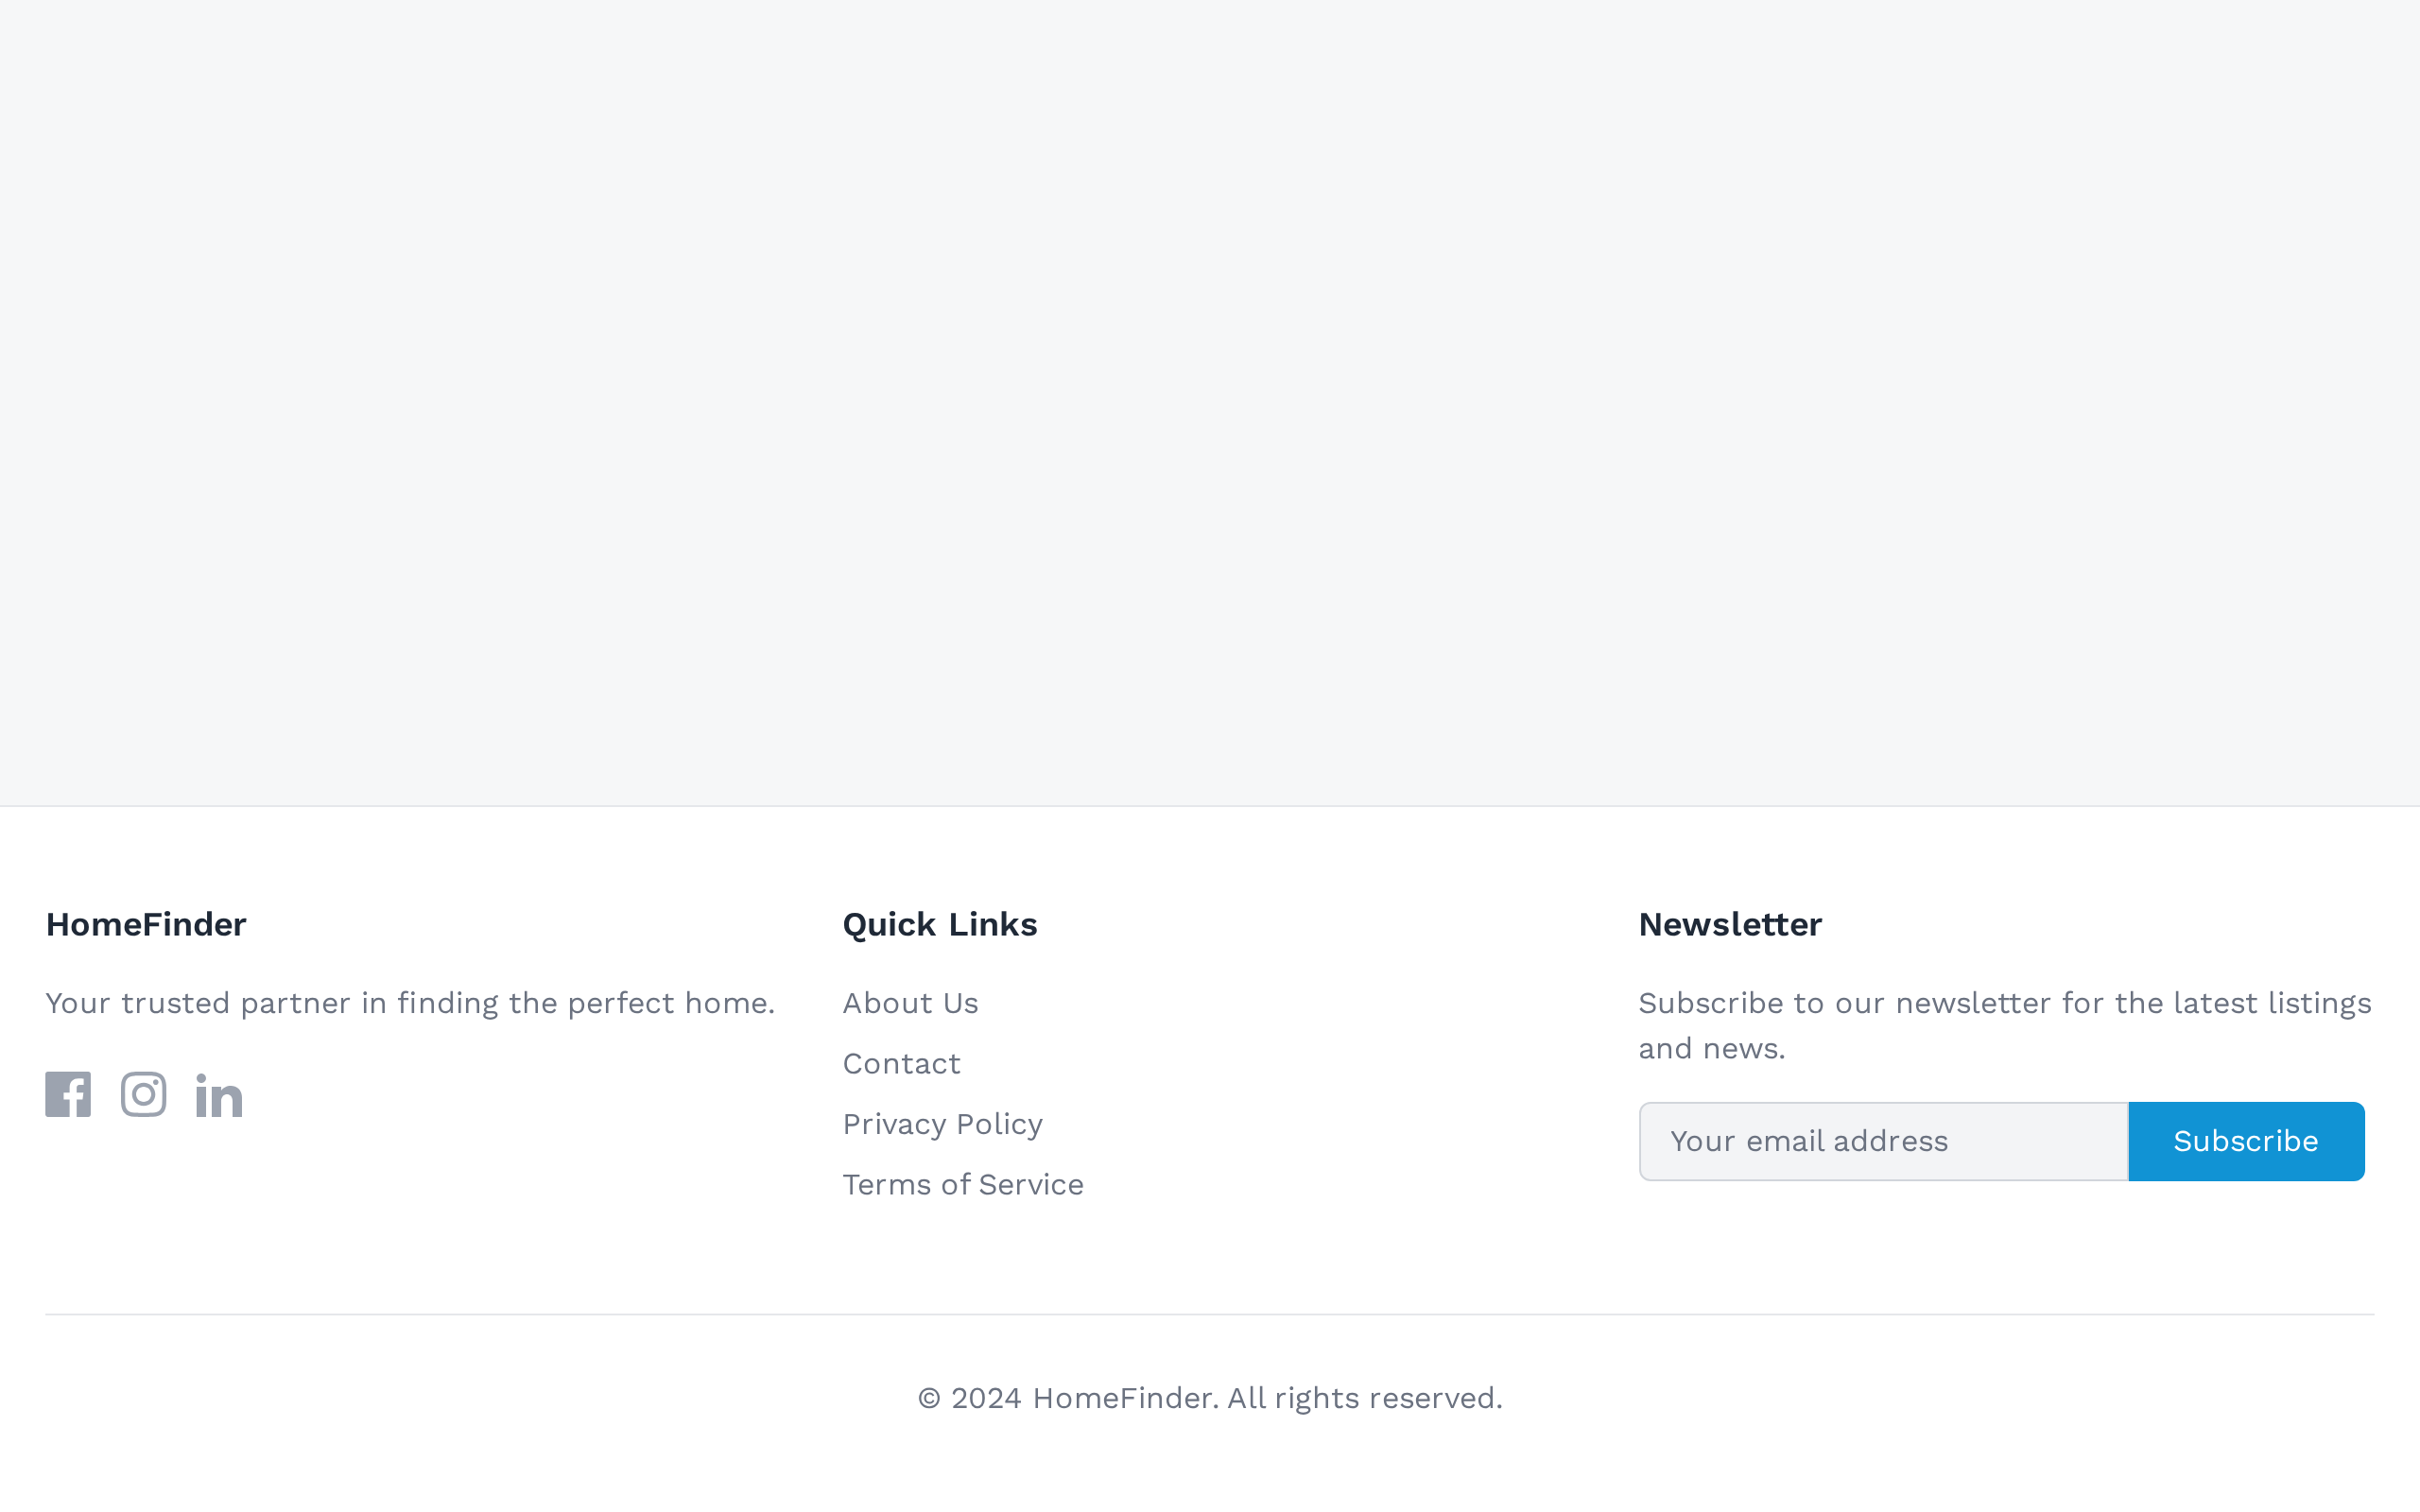 HomeFinder
Your trusted partner in finding the perfect home.
Quick Links
About Us
Contact
Privacy Policy
Terms of Service
Newsletter
Subscribe to our newsletter for the latest listings
and news.
Your email address
Subscribe
© 2024 HomeFinder. All rights reserved.